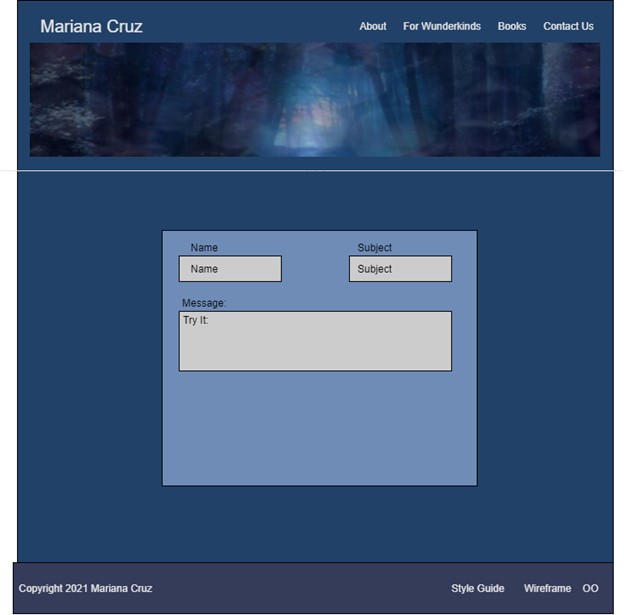 Mariana Cruz
About For Wunderkinds Books Contact Us
Name Subject
Name Subject
Message:
Try It:
Copyright 2021 Mariana Cruz Style Guide Wireframe OO